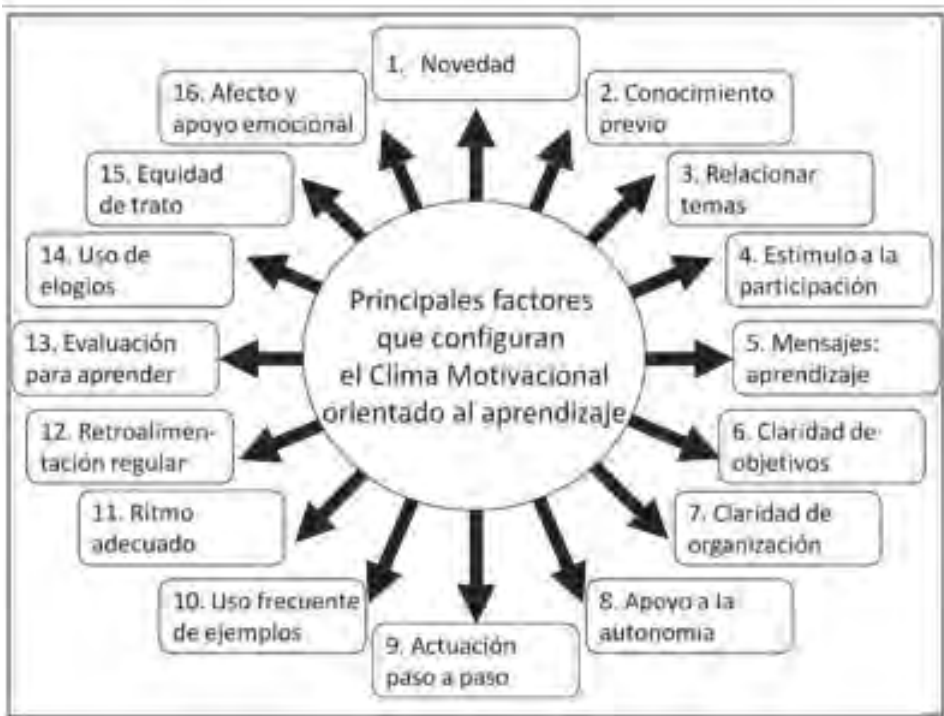 Principales factores
que configuran
el Clima Motivacional
orientado al aprendizaje
1. Novedad
2. Conocimiento
previo
3. Relacionar
temas
4. Estímulo a la
participación
5. Mensajes:
aprendizaje
6. Claridad de
objetivos
7. Claridad de
organización
8. Apoyo a la
autonomía
9. Actuación
paso a paso
10. Uso frecuente
de ejemplos
11. Ritmo
adecuado
12. Retroalimen-
tación regular
13. Evaluación
para aprender
14. Uso de
elogios
15. Equidad
de trato
16. Afecto y
apoyo emocional